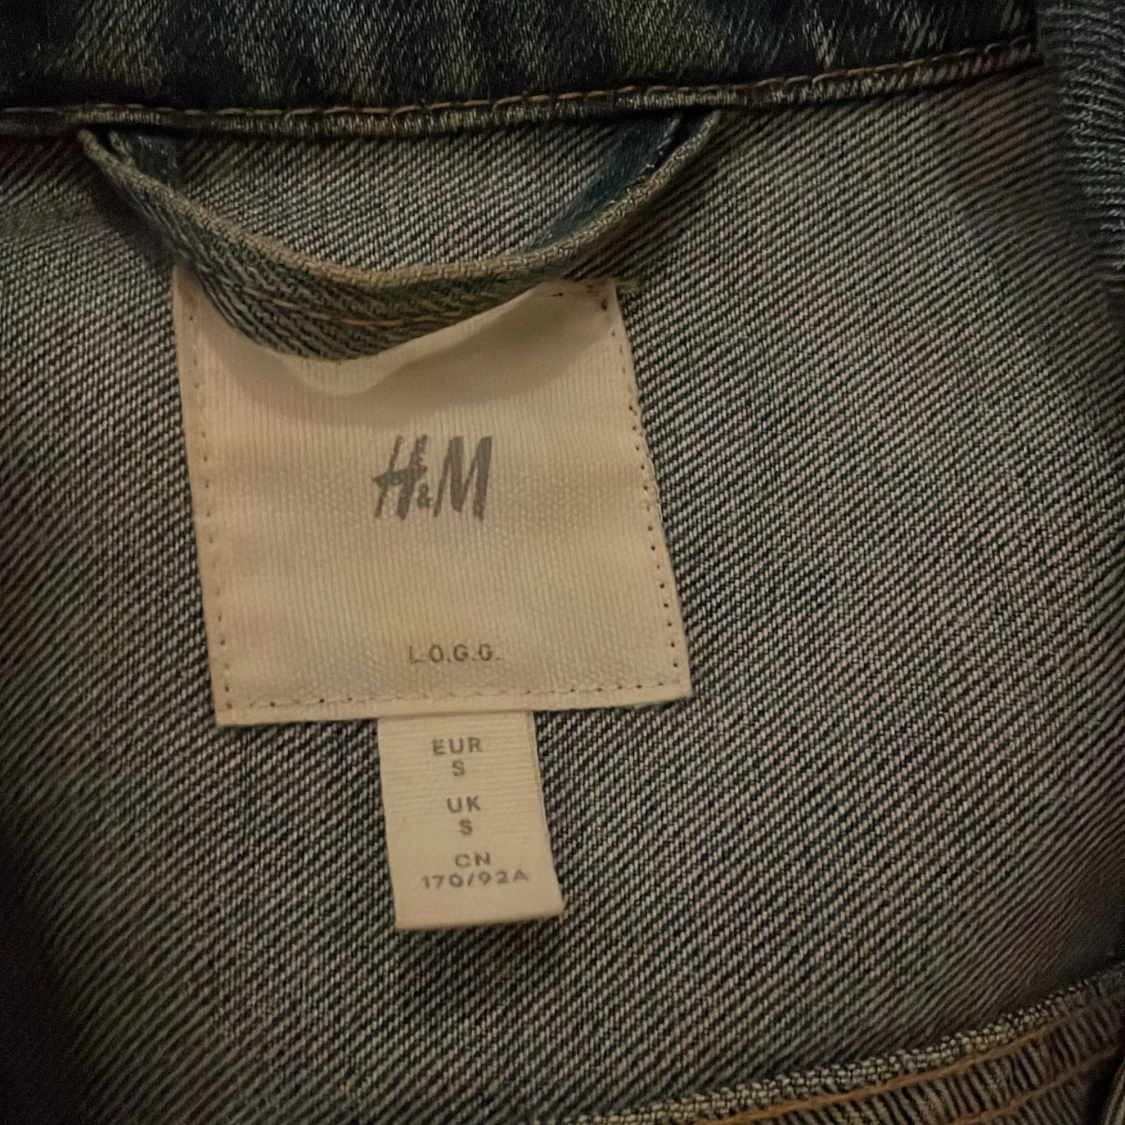 H&M
L.O.G.G.
EUR
S
UK
S
CN
170/92A